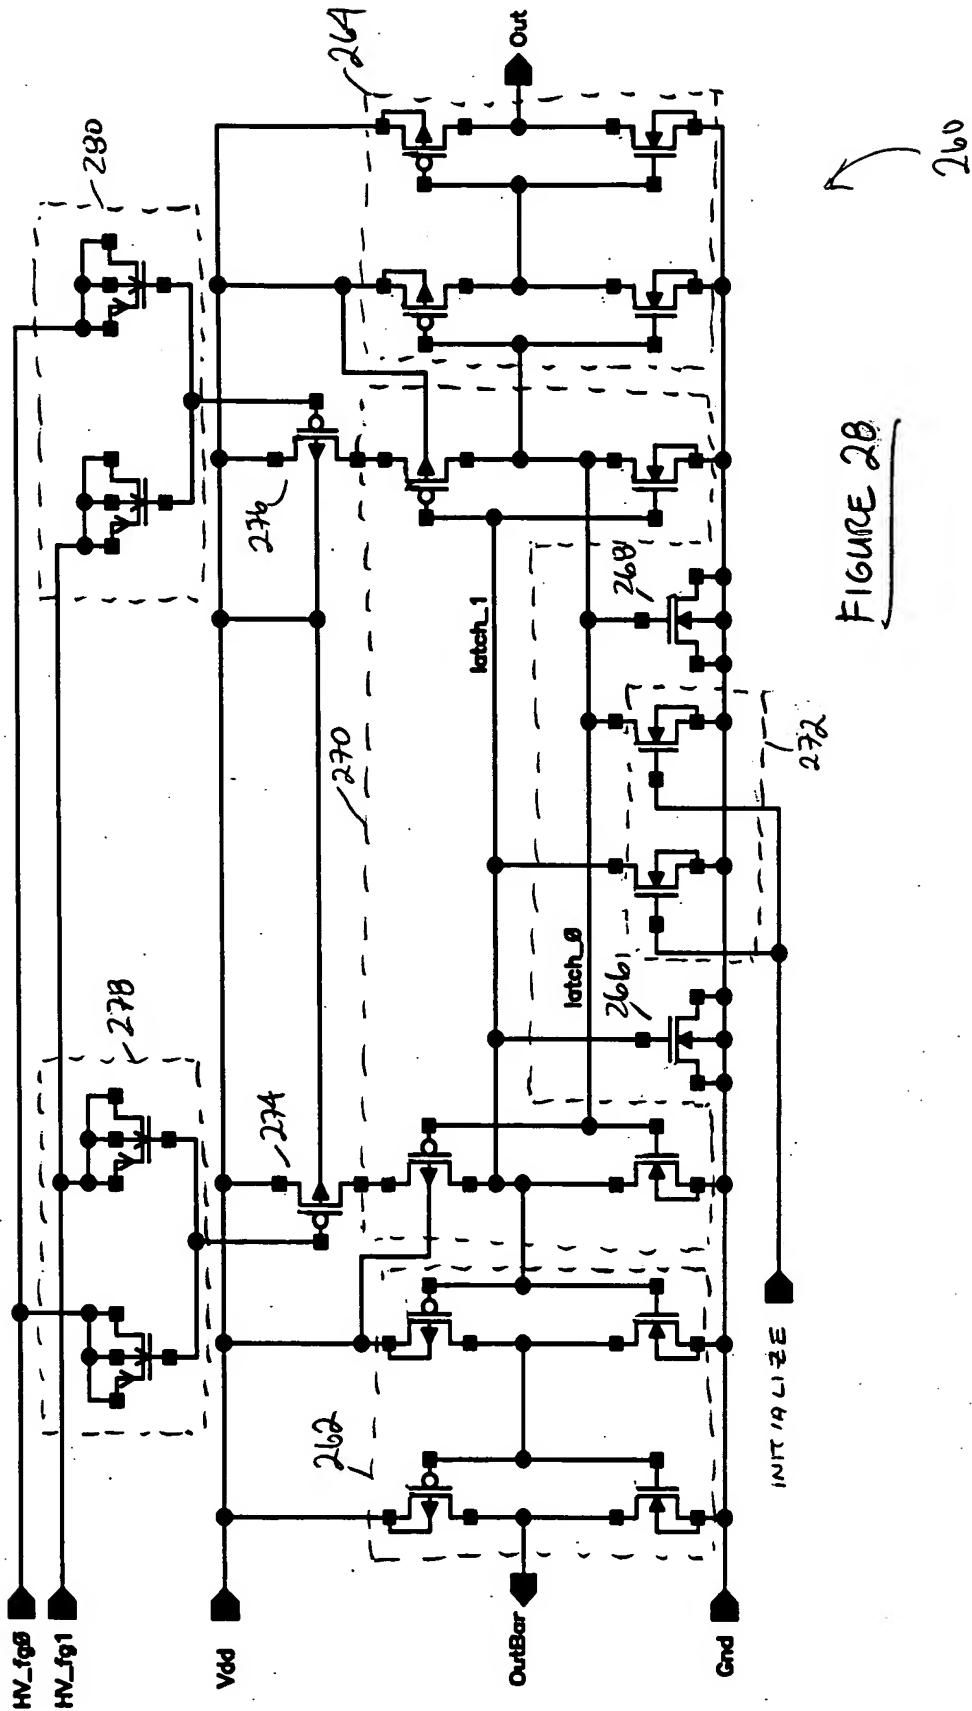 HV_fg0
HV_fg1
Vdd
OutBar
Gnd
INITIALIZE
262
278
274
270
latch_1
latch_0
266
272
268
276
280
264
Out
260
FIGURE 2B